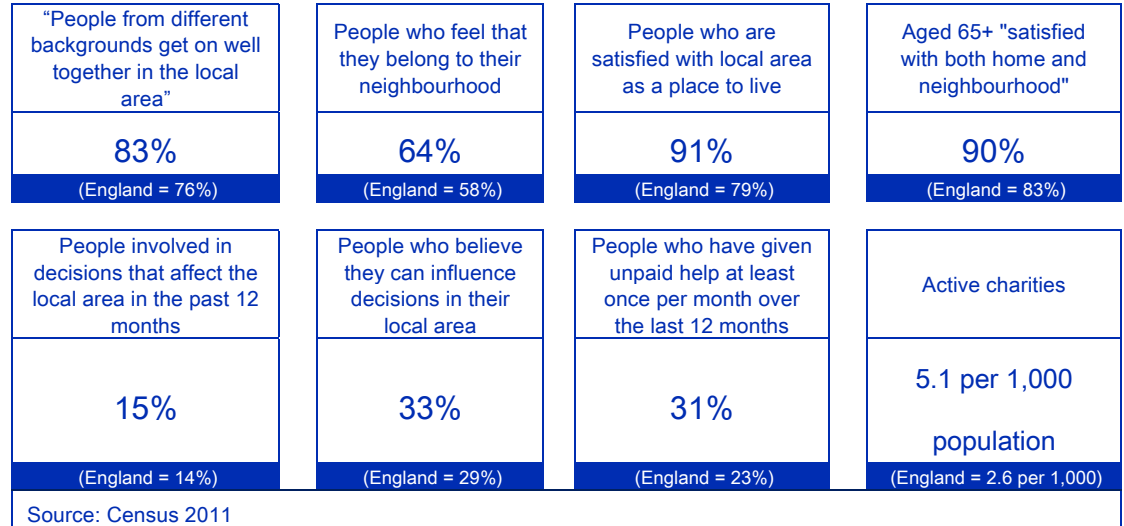 “People from different
backgrounds get on well
together in the local
area”
83%
(England = 76%)
People who feel that
they belong to their
neighbourhood
64%
(England = 58%)
People who are
satisfied with local area
as a place to live
91%
(England = 79%)
Aged 65+ "satisfied
with both home and
neighbourhood"
90%
(England = 83%)
People involved in
decisions that affect the
local area in the past 12
months
15%
(England = 14%)
People who believe
they can influence
decisions in their
local area
33%
(England = 29%)
People who have given
unpaid help at least
once per month over
the last 12 months
31%
(England = 23%)
Active charities
5.1 per 1,000
population
(England = 2.6 per 1,000)
Source: Census 2011